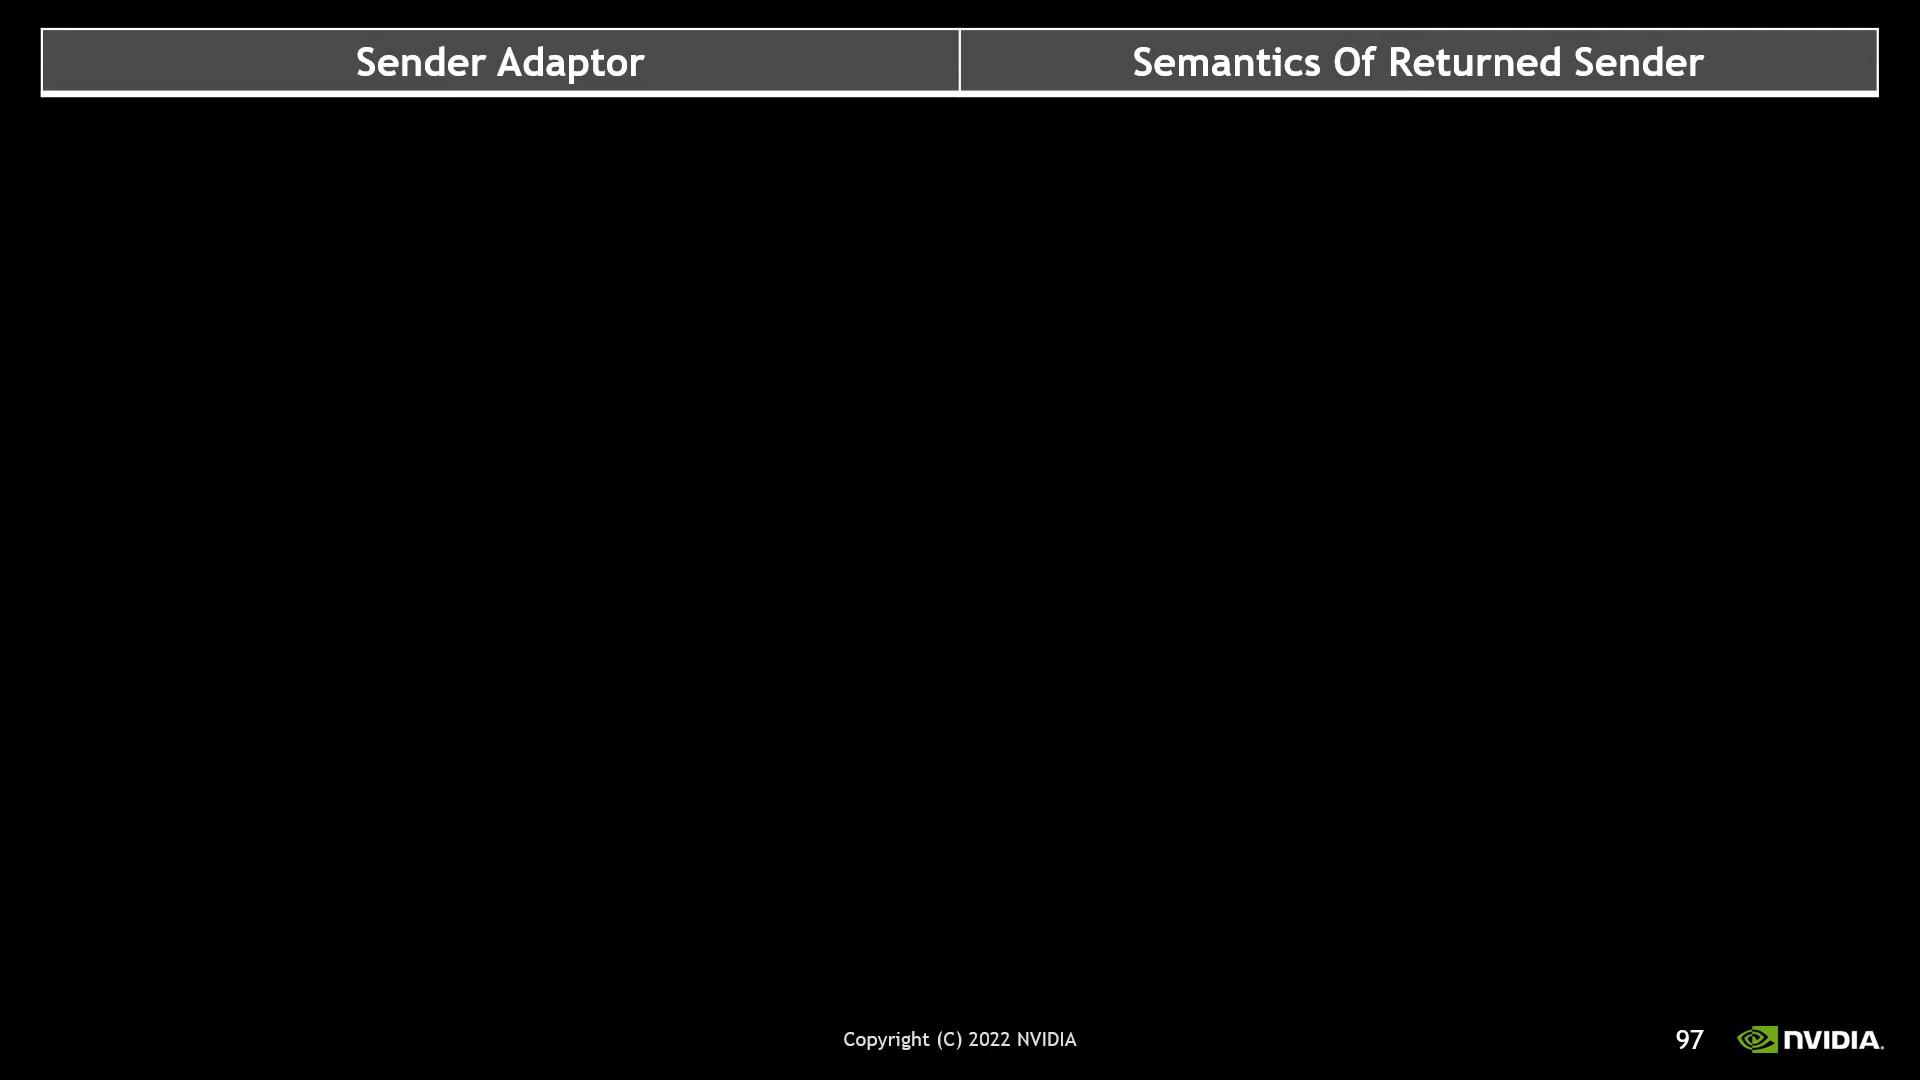 Sender Adaptor
Semantics Of Returned Sender
Copyright (C) 2022 NVIDIA
97
NVIDIA.